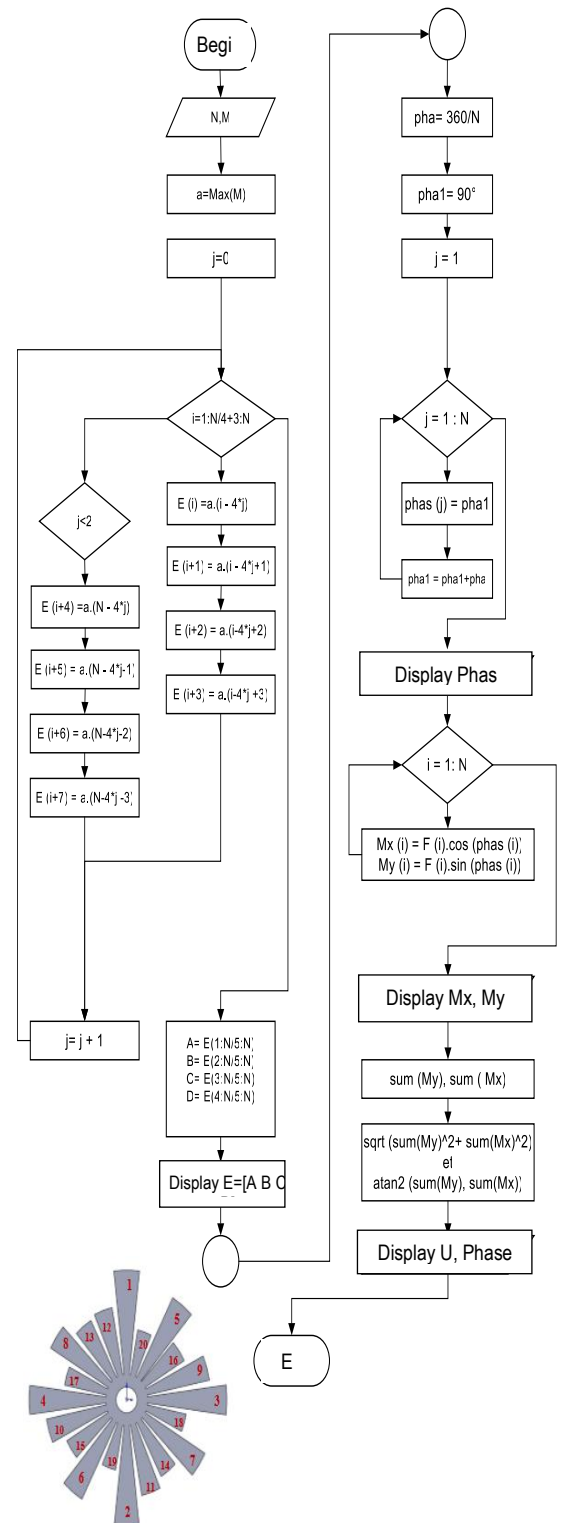 Begi
N,M
a=Max(M)
j=0
i=1:N/4+3:N
j<2
E (i) =a.(i - 4*j)
E (i+1) = a.(i - 4*j+1)
E (i+2) = a.(i-4*j+2)
E (i+3) = a.(i-4*j +3)
E (i+4) =a.(N - 4*j)
E (i+5) = a.(N - 4*j-1)
E (i+6) = a.(N-4*j-2)
E (i+7) = a.(N-4*j -3)
j= j + 1
A= E(1:N/5:N)
B= E(2:N/5:N)
C= E(3:N/5:N)
D= E(4:N/5:N)
Display E=[A B C
pha= 360/N
pha1= 90°
j = 1
j = 1 : N
phas (j) = pha1
pha1 = pha1+pha
Display Phas
i = 1: N
Mx (i) = F (i).cos (phas (i))
My (i) = F (i).sin (phas (i))
Display Mx, My
sum (My), sum ( Mx)
sqrt (sum(My)^2+ sum(Mx)^2)
et
atan2 (sum(My), sum(Mx))
Display U, Phase
E
1
5
12
13
20
8
16
9
17
4
3
10
18
15
7
6
19
14
11
2